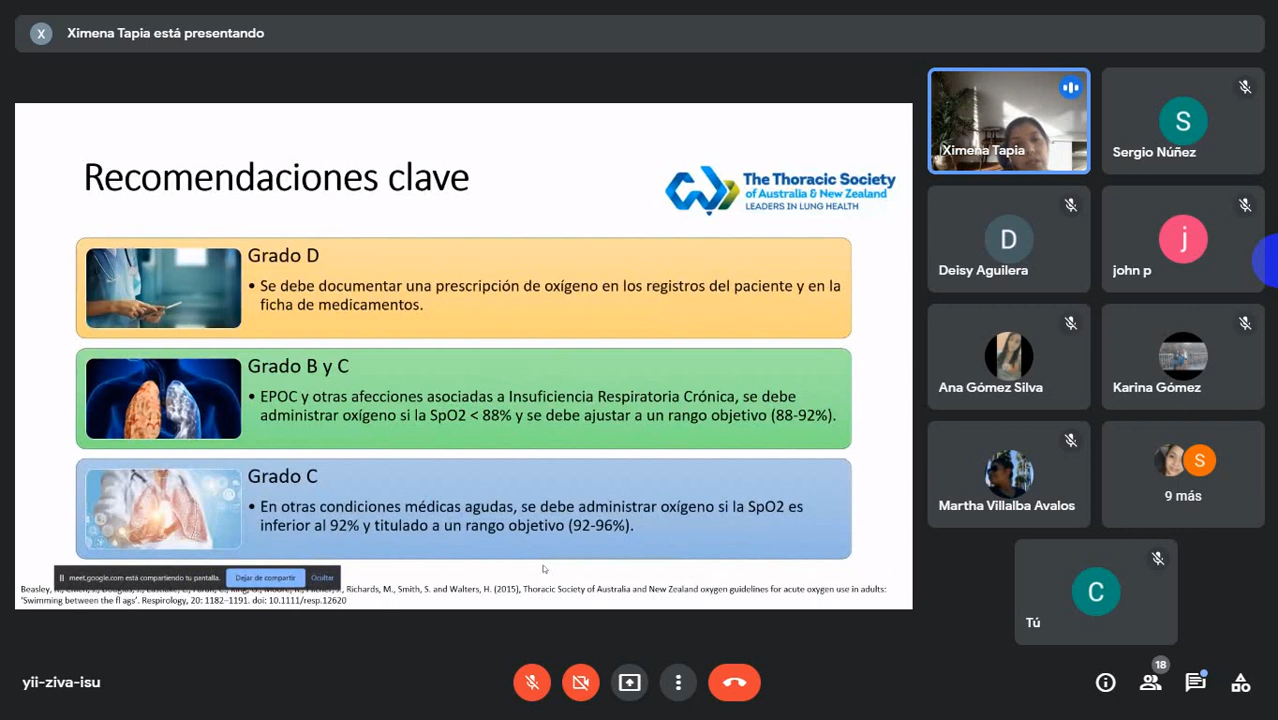 X
Ximena Tapia está presentando
Recomendaciones clave
The Thoracic Society
of Australia & New Zealand
LEADERS IN LUNG HEALTH
Grado D
• Se debe documentar una prescripción de oxígeno en los registros del paciente y en la
ficha de medicamentos.
Grado B y C
• EPOC y otras afecciones asociadas a Insuficiencia Respiratoria Crónica, se debe
administrar oxígeno si la SpO2 < 88% y se debe ajustar a un rango objetivo (88-92%).
Grado C
• En otras condiciones médicas agudas, se debe administrar oxígeno si la SpO2 es
inferior al 92% y titulado a un rango objetivo (92-96%).
meet.google.com está compartiendo tu pantalla.
Dejar de compartir
Ocultar
Beasley, Richards, M., Smith, S. and Walters, H. (2015), Thoracic Society of Australia and New Zealand oxygen guidelines for acute oxygen use in adults:
'Swimming between the fl ags'. Respirology, 20: 1182–1191. doi: 10.1111/resp.12620
Ximena Tapia
S
Sergio Núñez
D
Deisy Aguilera
j
john p
Ana Gómez Silva
Karina Gómez
Martha Villalba Avalos
S
9 más
C
Tú
yii-ziva-isu
18